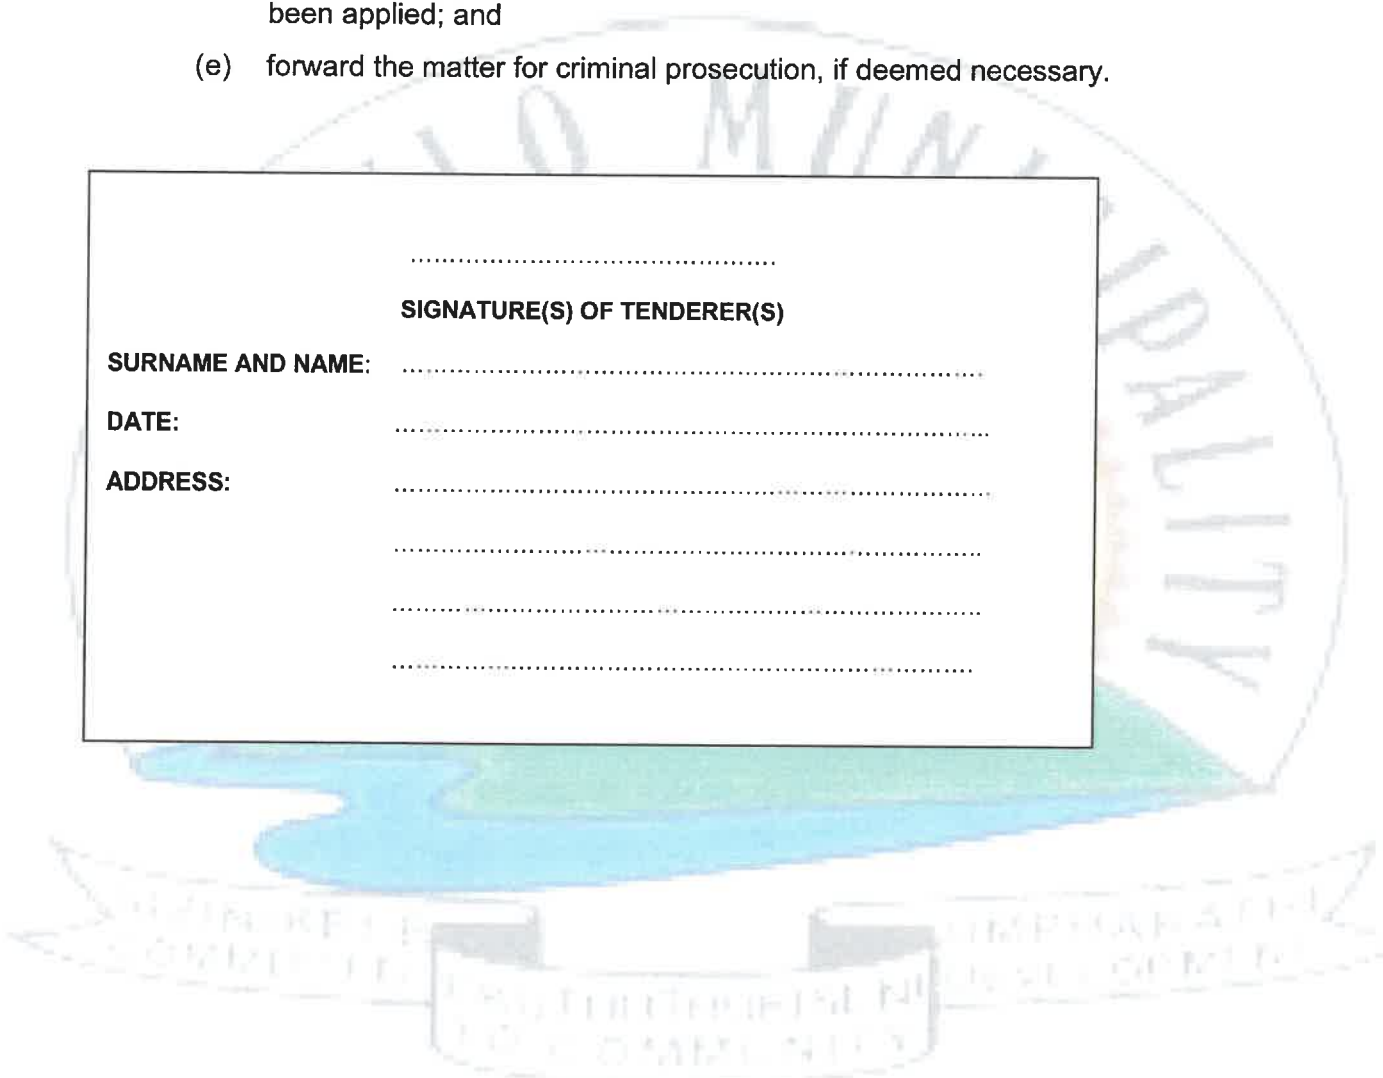 been applied; and
(e) forward the matter for criminal prosecution, if deemed necessary.
MUNICIPALITY
........................................
SIGNATURE(S) OF TENDERER(S)
SURNAME AND NAME: ................................................................
DATE: ................................................................
ADDRESS: ................................................................
................................................................
................................................................
................................................................